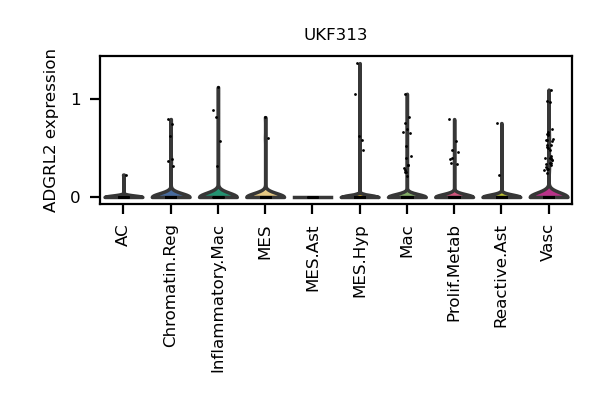 UKF313
ADGRL2 expression
1
0
AC
Chromatin.Reg
Inflammatory.Mac
MES
MES.Ast
MES.Hyp
Mac
Prolif.Metab
Reactive.Ast
Vasc